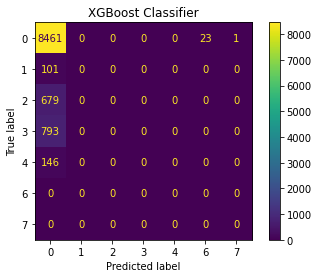 XGBoost Classifier
0 8461 0 0 0 0 23 1
1 101 0 0 0 0 0 0
2 679 0 0 0 0 0 0
3 793 0 0 0 0 0 0
4 146 0 0 0 0 0 0
6 0 0 0 0 0 0 0
7 0 0 0 0 0 0 0
0 1 2 3 4 6 7
True label
Predicted label
8000
7000
6000
5000
4000
3000
2000
1000
0